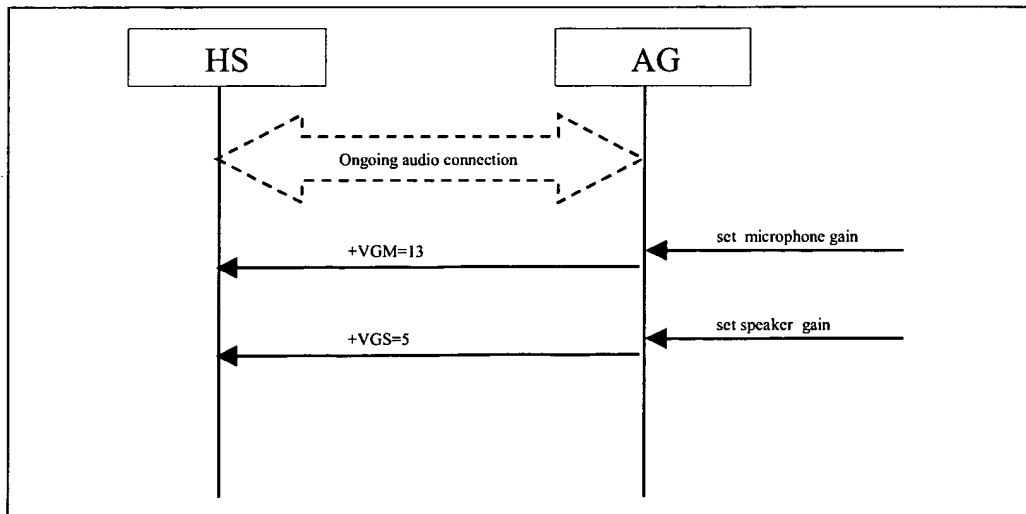 HS
AG
Ongoing audio connection
set microphone gain
+VGM=13
set speaker gain
+VGS=5